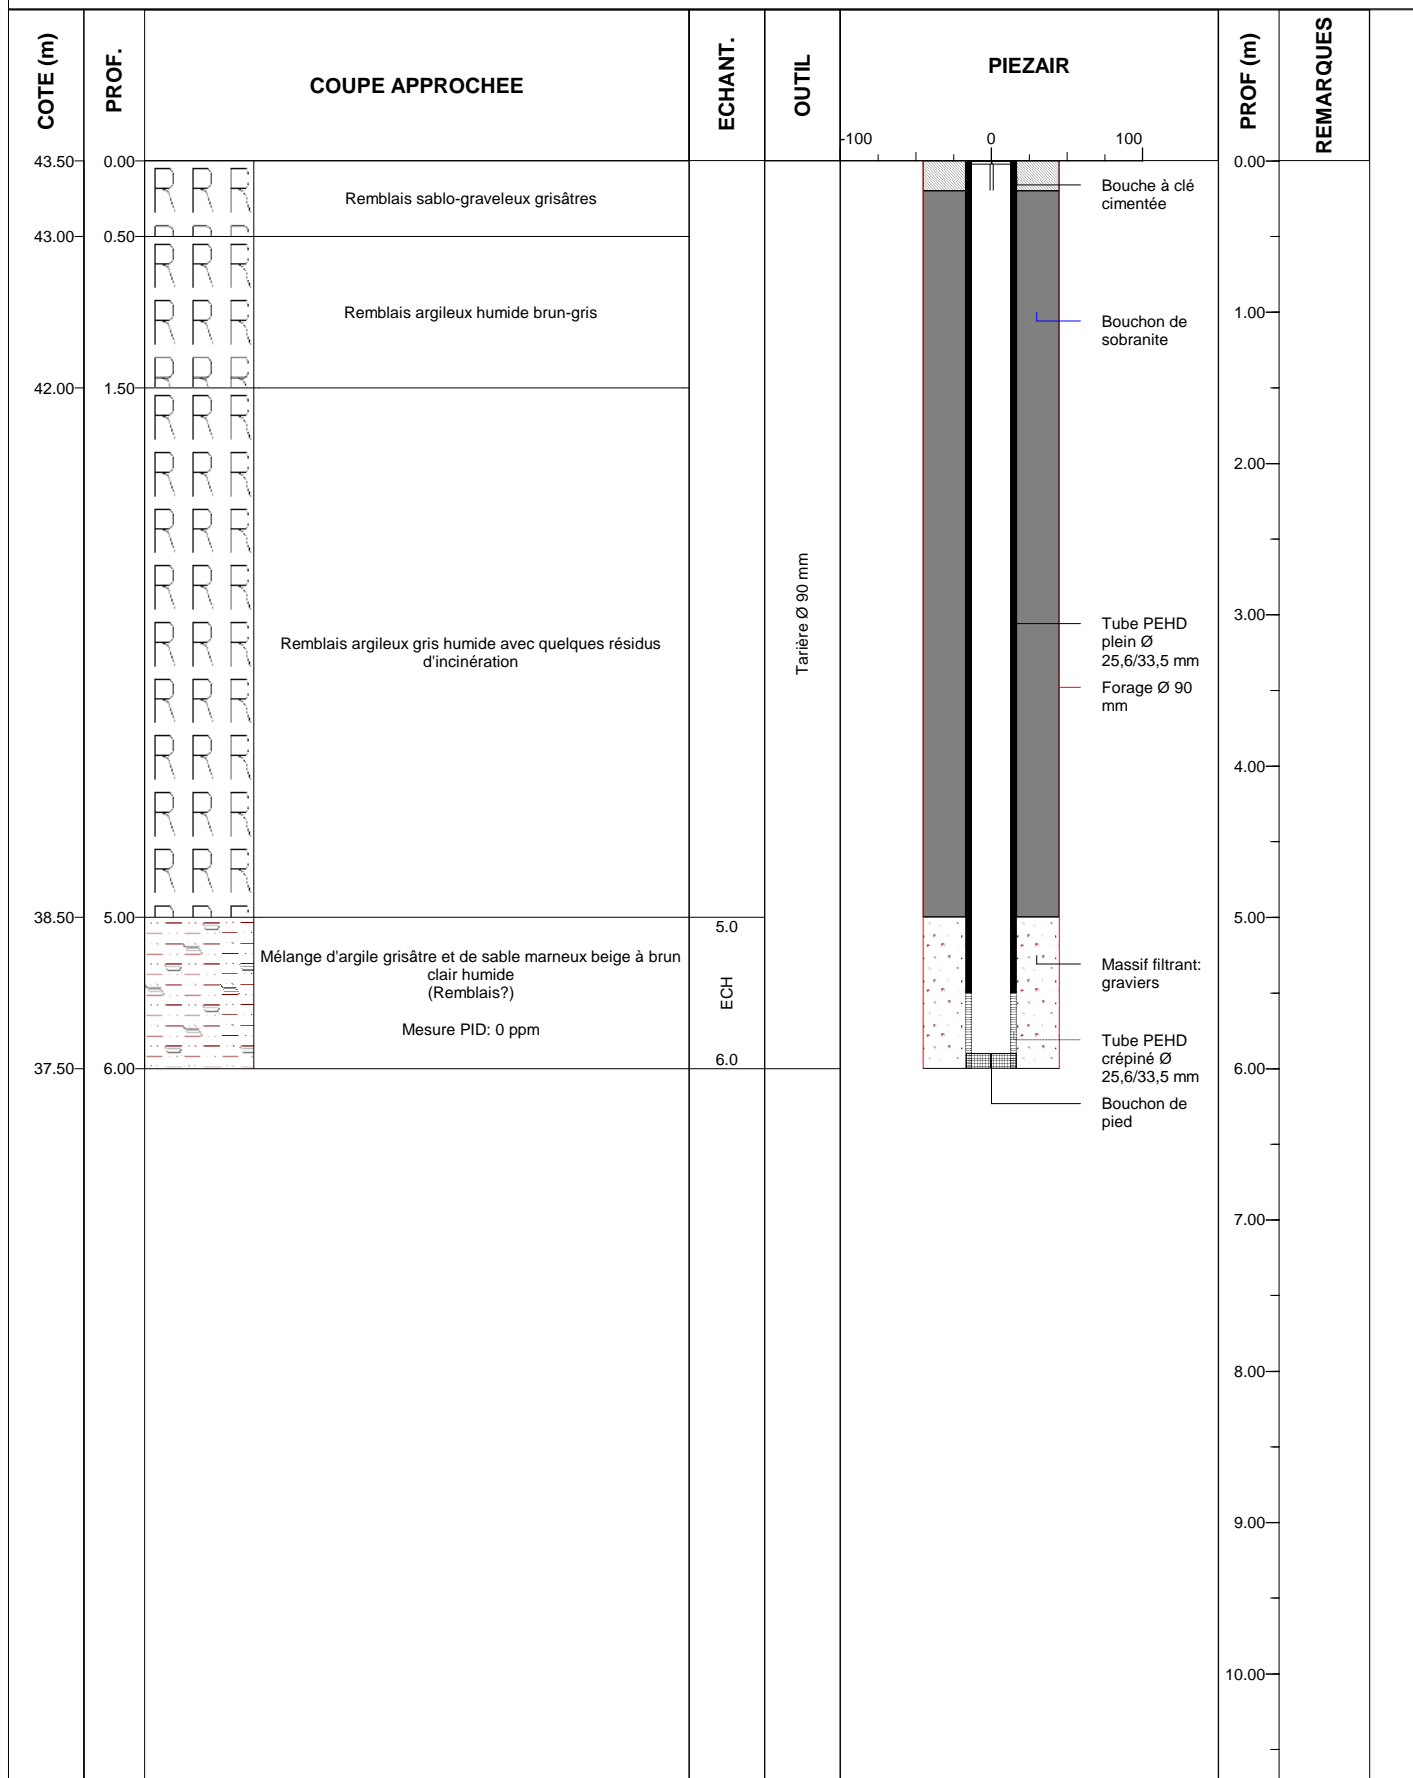 COTE (m)
PROF.
COUPE APPROCHEE
ECHANT.
OUTIL
PIEZAIR
PROF (m)
REMARQUES
-100
0
100
43.50
0.00
Remblais sablo-graveleux grisâtres
43.00
0.50
Remblais argileux humide brun-gris
42.00
1.50
Remblais argileux gris humide avec quelques résidus
d'incinération
38.50
5.00
Mélange d'argile grisâtre et de sable marneux beige à brun
clair humide
(Remblais?)
Mesure PID: 0 ppm
37.50
6.00
5.0
ECH
6.0
Tarière Ø 90 mm
Bouche à clé
cimentée
Bouchon de
sobranite
Tube PEHD
plein Ø
25,6/33,5 mm
Forage Ø 90
mm
Massif filtrant:
graviers
Tube PEHD
crépiné Ø
25,6/33,5 mm
Bouchon de
pied
0.00
1.00
2.00
3.00
4.00
5.00
6.00
7.00
8.00
9.00
10.00